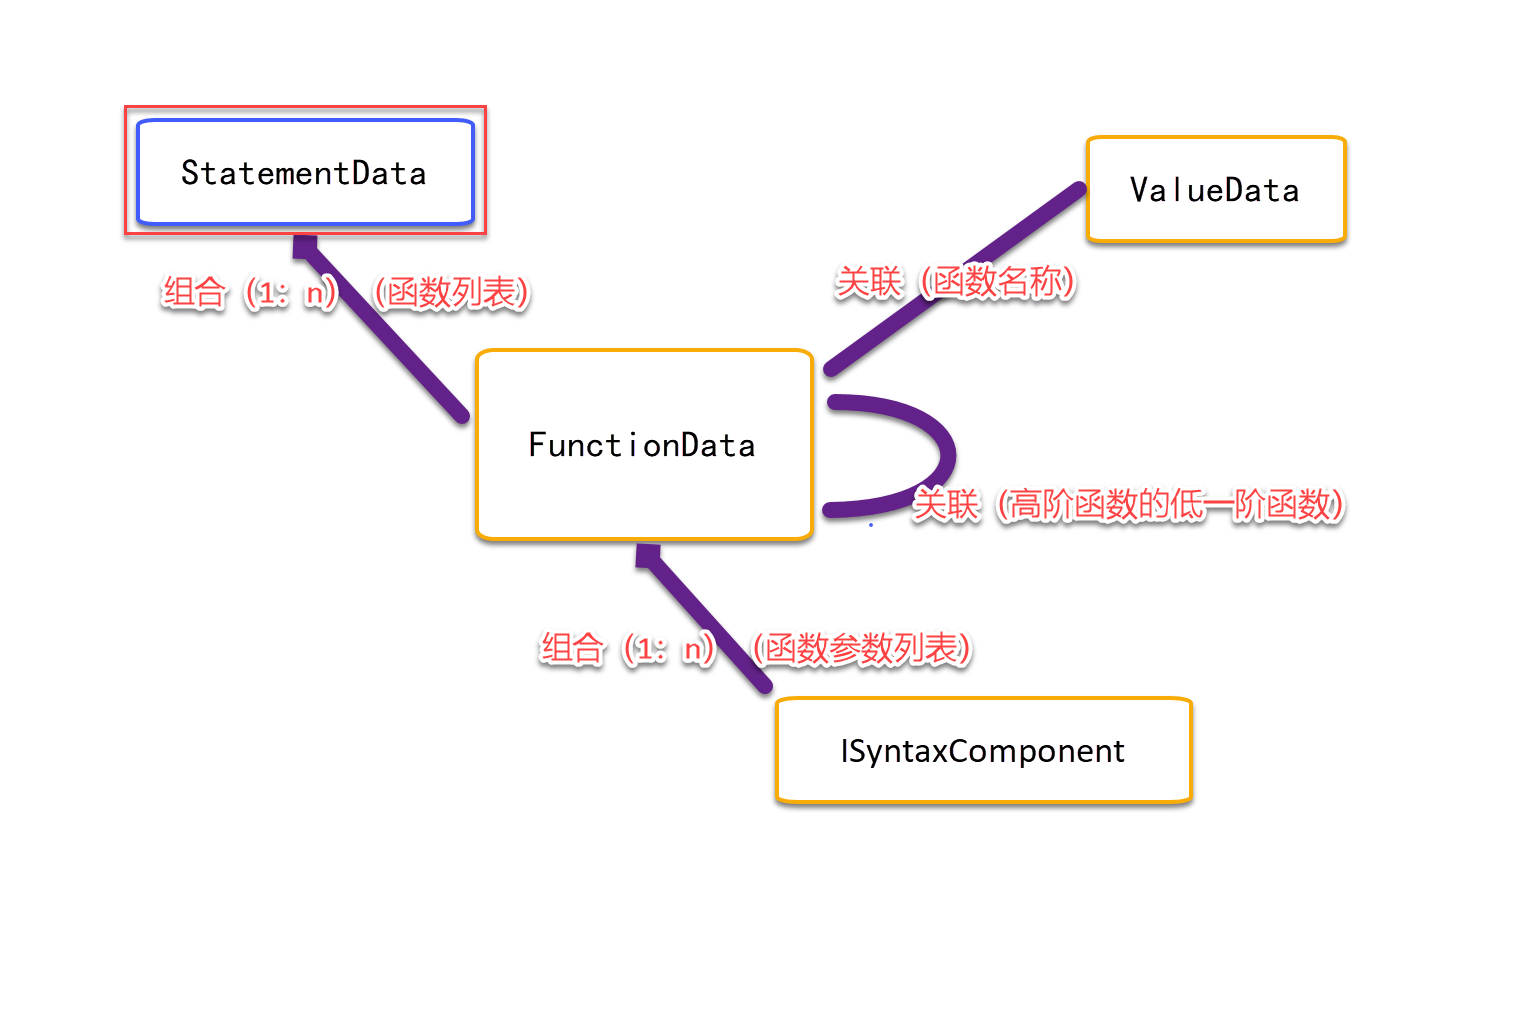 StatementData
ValueData
组合（1：n）（函数列表）
关联（函数名称）
FunctionData
关联（高阶函数的低一阶函数）
组合（1：n）（函数参数列表）
ISyntaxComponent